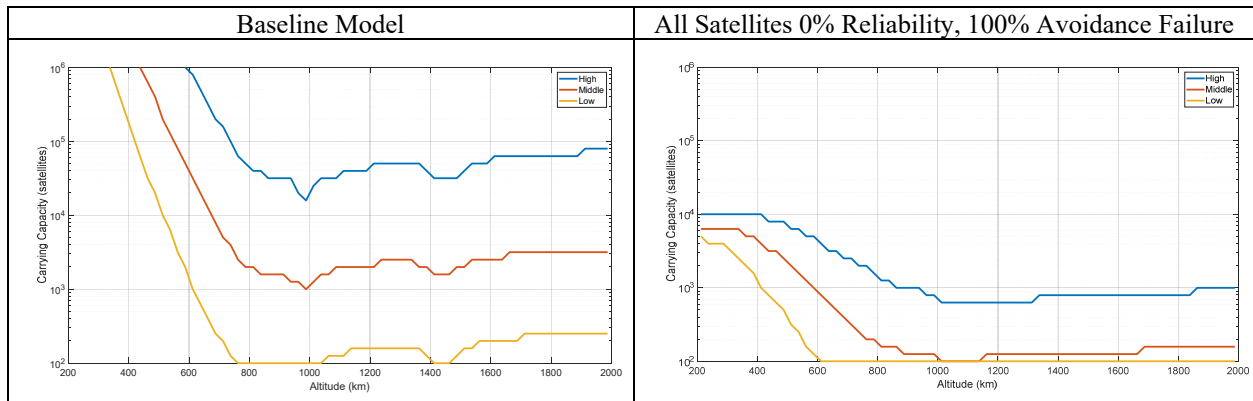 Baseline Model
All Satellites 0% Reliability, 100% Avoidance Failure
10^6
10^5
10^4
10^3
10^2
Carrying Capacity (satellites)
200 400 600 800 1000 1200 1400 1600 1800 2000
Altitude (km)
High
Middle
Low
10^6
10^5
10^4
10^3
10^2
Carrying Capacity (satellites)
200 400 600 800 1000 1200 1400 1600 1800 2000
Altitude (km)
High
Middle
Low